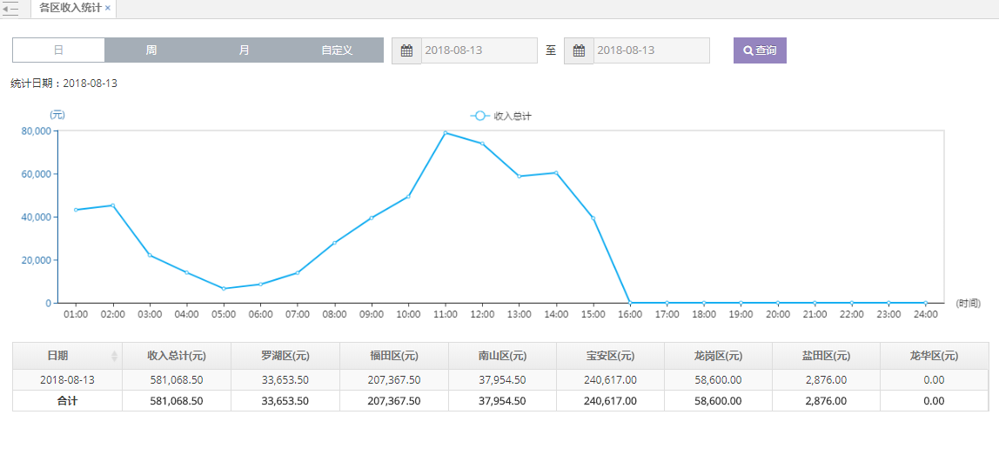 各区收入统计 ×
日 周 月 自定义 2018-08-13 至 2018-08-13 查询
统计日期：2018-08-13
(元) 收入总计
80,000
60,000
40,000
20,000
0
01:00 02:00 03:00 04:00 05:00 06:00 07:00 08:00 09:00 10:00 11:00 12:00 13:00 14:00 15:00 16:00 17:00 18:00 19:00 20:00 21:00 22:00 23:00 24:00 (时间)
日期 收入总计(元) 罗湖区(元) 福田区(元) 南山区(元) 宝安区(元) 龙岗区(元) 盐田区(元) 龙华区(元)
2018-08-13 581,068.50 33,653.50 207,367.50 37,954.50 240,617.00 58,600.00 2,876.00 0.00
合计 581,068.50 33,653.50 207,367.50 37,954.50 240,617.00 58,600.00 2,876.00 0.00